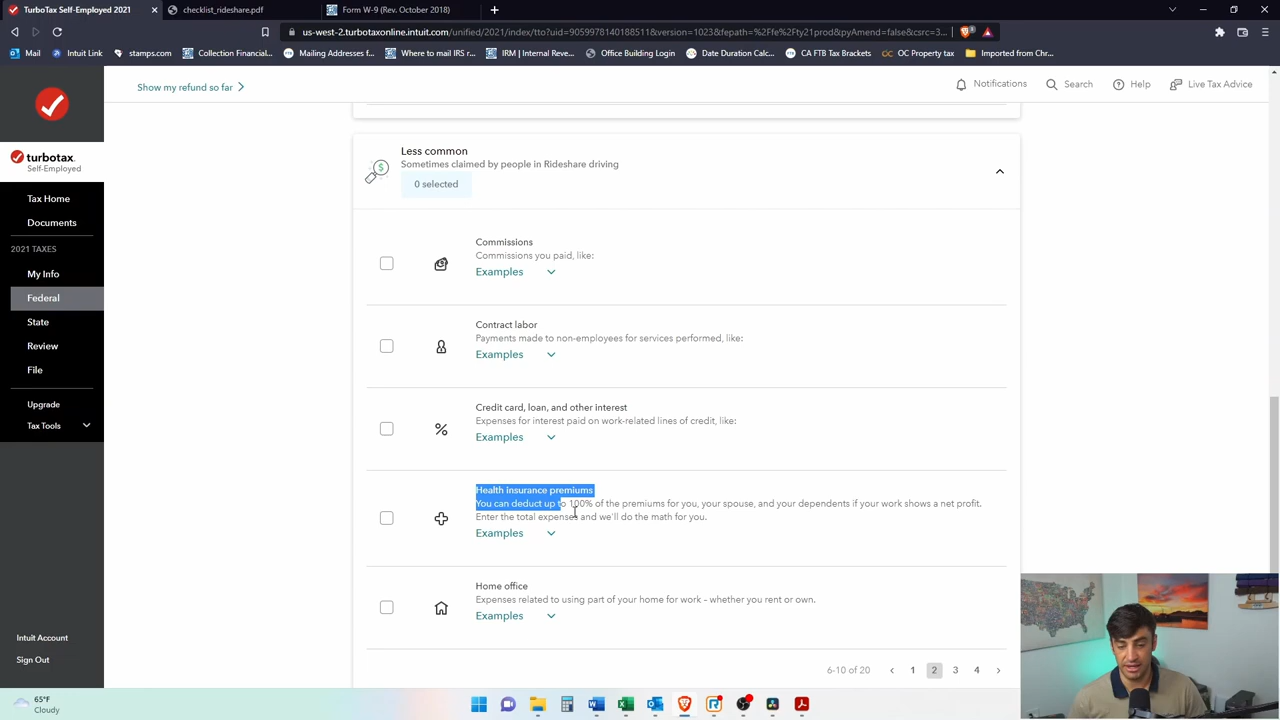 TurboTax Self-Employed 2021
checklist_rideshare.pdf
Form W-9 (Rev. October 2018)
Mail
Intuit Link
stamps.com
Collection Financial...
Mailing Addresses f...
Where to mail IRS r...
IRM | Internal Reve...
Office Building Login
Date Duration Calc...
CA FTB Tax Brackets
OC Property tax
Imported from Chr...
Show my refund so far
Notifications
Search
Help
Live Tax Advice
turbotax
Self-Employed
Tax Home
Documents
2021 TAXES
My Info
Federal
State
Review
File
Upgrade
Tax Tools
Intuit Account
Sign Out
Less common
Sometimes claimed by people in Rideshare driving
0 selected
Commissions
Commissions you paid, like:
Examples
Contract labor
Payments made to non-employees for services performed, like:
Examples
Credit card, loan, and other interest
Expenses for interest paid on work-related lines of credit, like:
Examples
Health insurance premiums
You can deduct up to 100% of the premiums for you, your spouse, and your dependents if your work shows a net profit.
Enter the total expenses and we'll do the math for you.
Examples
Home office
Expenses related to using part of your home for work – whether you rent or own.
Examples
6-10 of 20
1
2
3
4
65°F
Cloudy